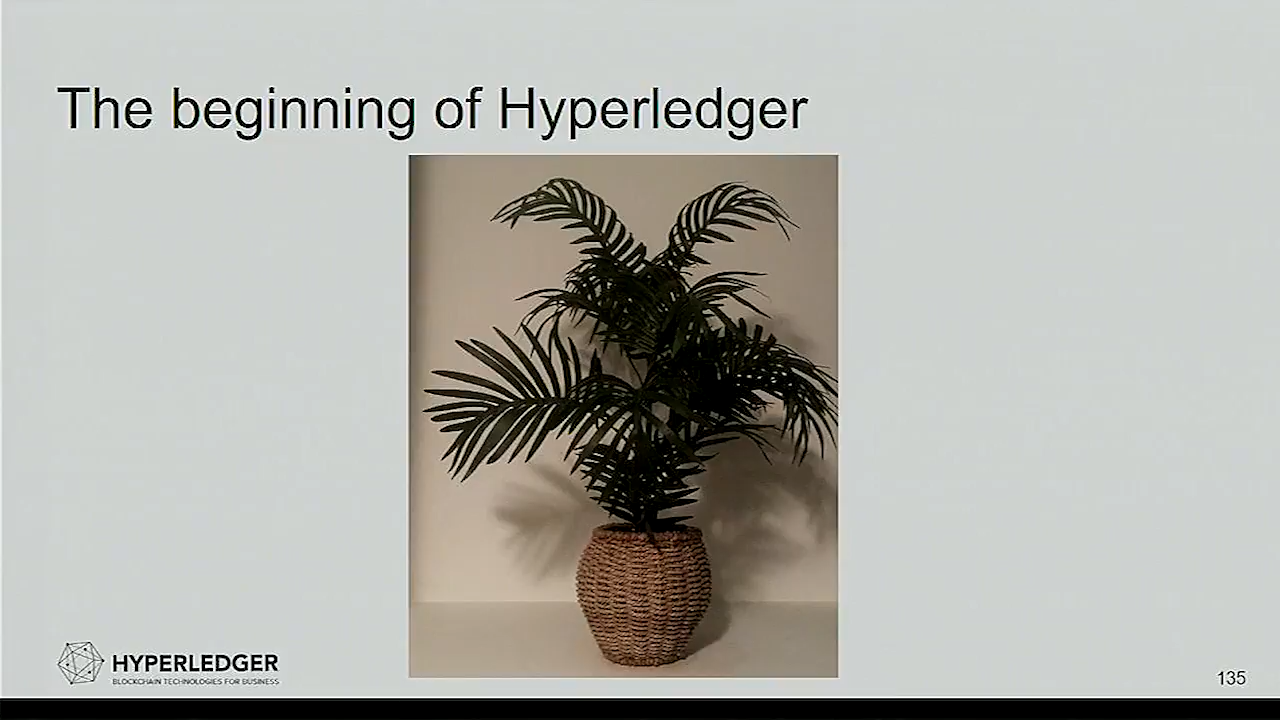 The beginning of Hyperledger
HYPERLEDGER
BLOCKCHAIN TECHNOLOGIES FOR BUSINESS
135